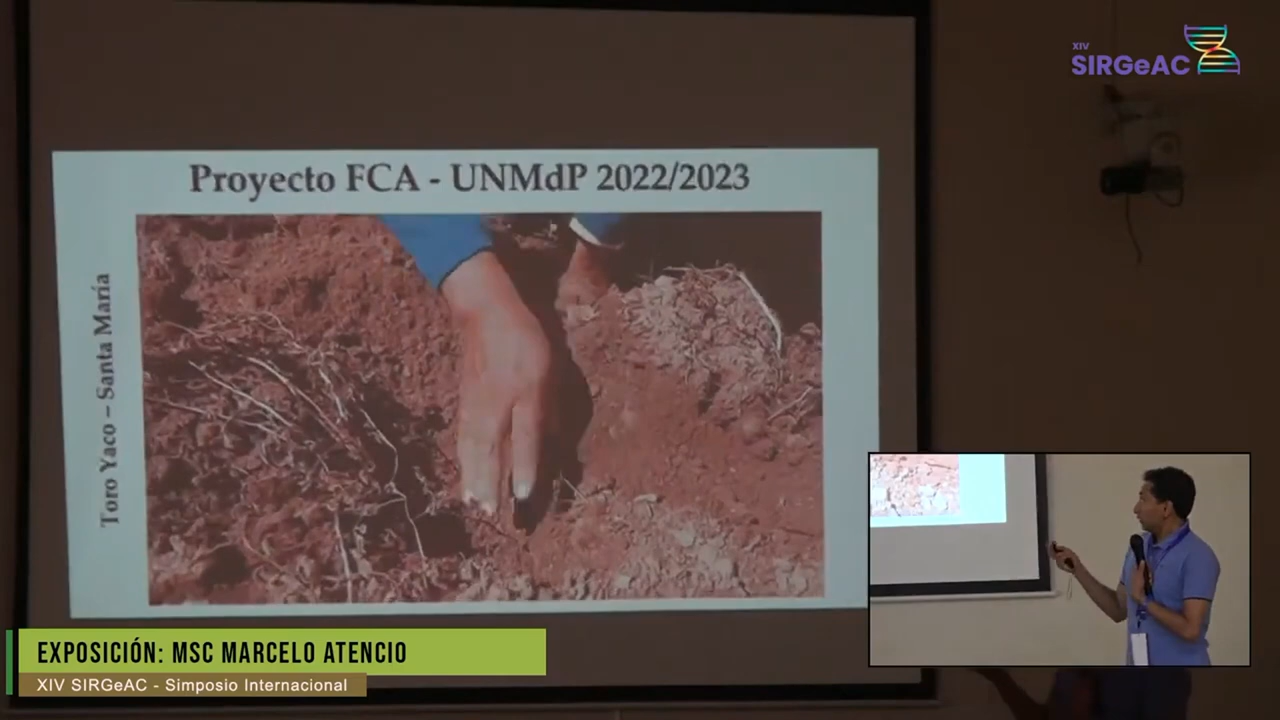 XIV
SIRGeAC
Proyecto FCA - UNMdP 2022/2023
Toro Yaco – Santa María
EXPOSICIÓN: MSC MARCELO ATENCIO
XIV SIRGeAC - Simposio Internacional